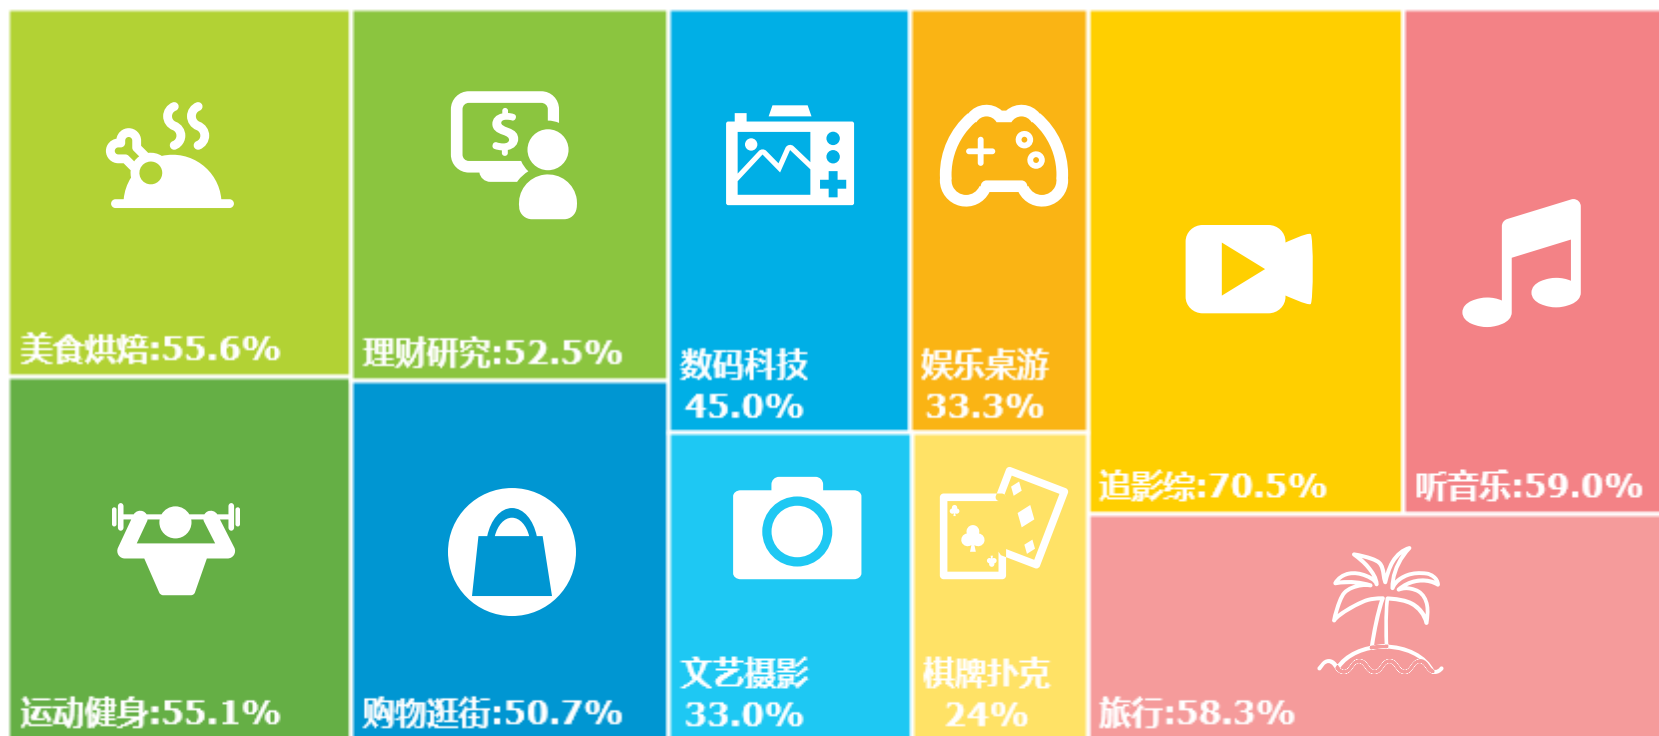 美食烘焙:55.6%
理财研究:52.5%
数码科技
45.0%
娱乐桌游
33.3%
追影综:70.5%
听音乐:59.0%
运动健身:55.1%
购物逛街:50.7%
文艺摄影
33.0%
棋牌扑克
24%
旅行:58.3%